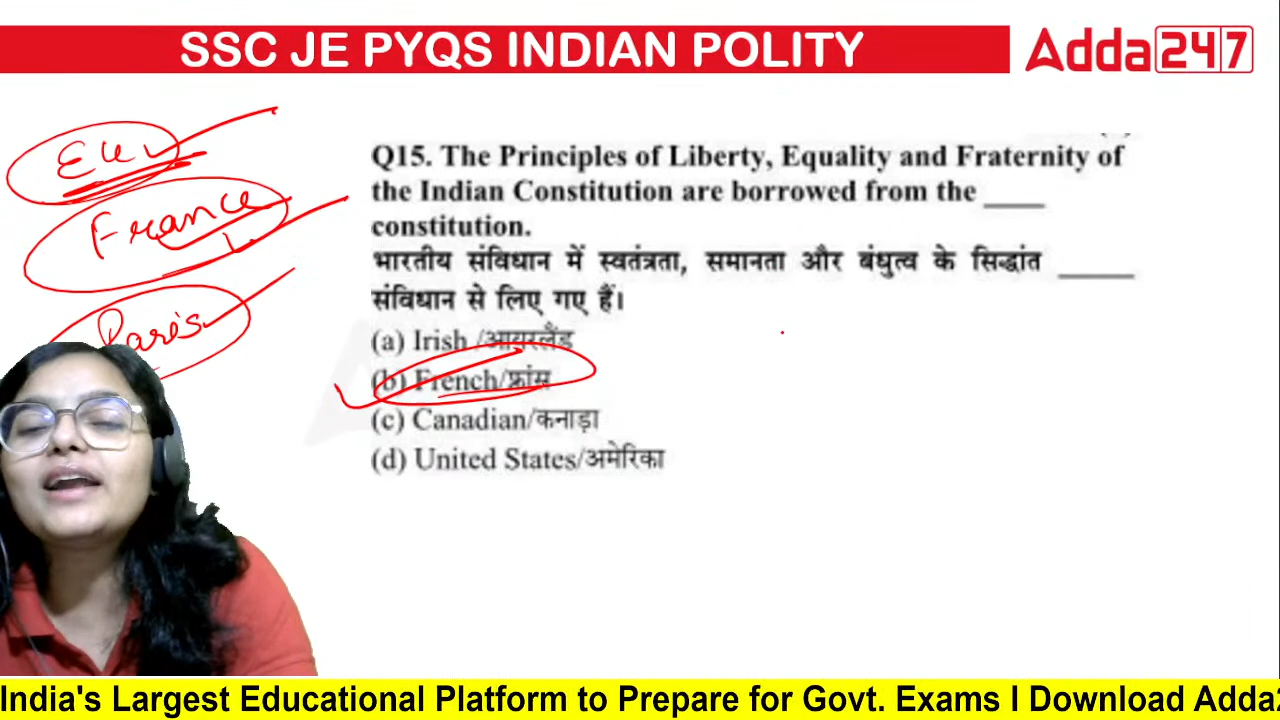 SSC JE PYQS INDIAN POLITY
Adda247
EU
France
Paris
Q15. The Principles of Liberty, Equality and Fraternity of
the Indian Constitution are borrowed from the ____
constitution.
भारतीय संविधान में स्वतंत्रता, समानता और बंधुत्व के सिद्धांत ____
संविधान से लिए गए हैं।
(a) Irish /आयरलैंड
(b) French/फ्रांस
(c) Canadian/कनाड़ा
(d) United States/अमेरिका
India's Largest Educational Platform to Prepare for Govt. Exams I Download Adda2